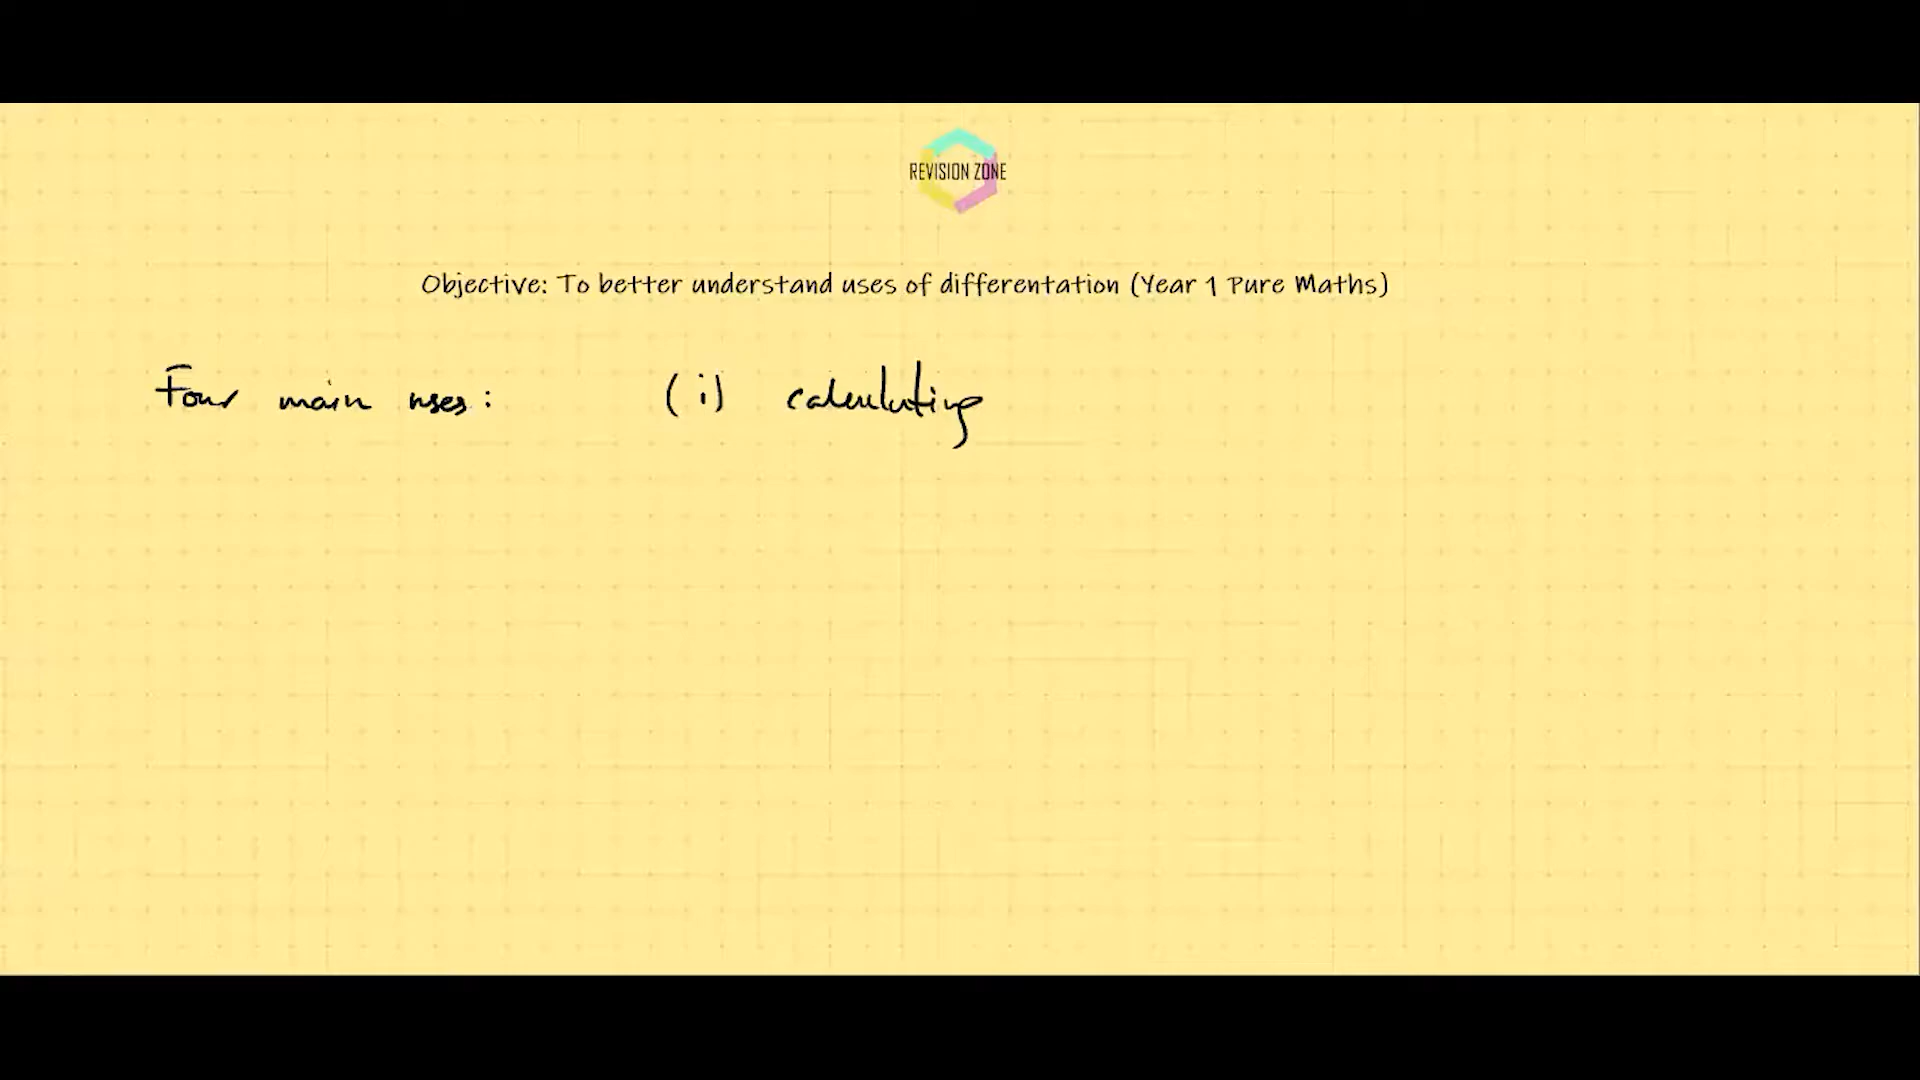 REVISION ZONE
Objective: To better understand uses of differentation (Year 1 Pure Maths)
Four main uses: (i) calculating